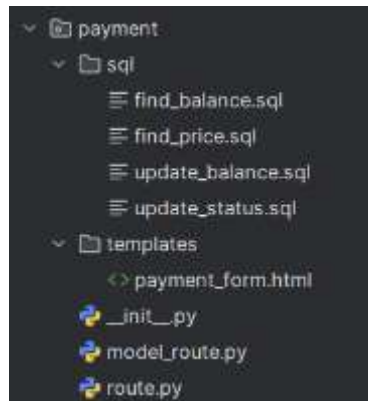 payment
sql
find_balance.sql
find_price.sql
update_balance.sql
update_status.sql
templates
payment_form.html
__init__.py
model_route.py
route.py